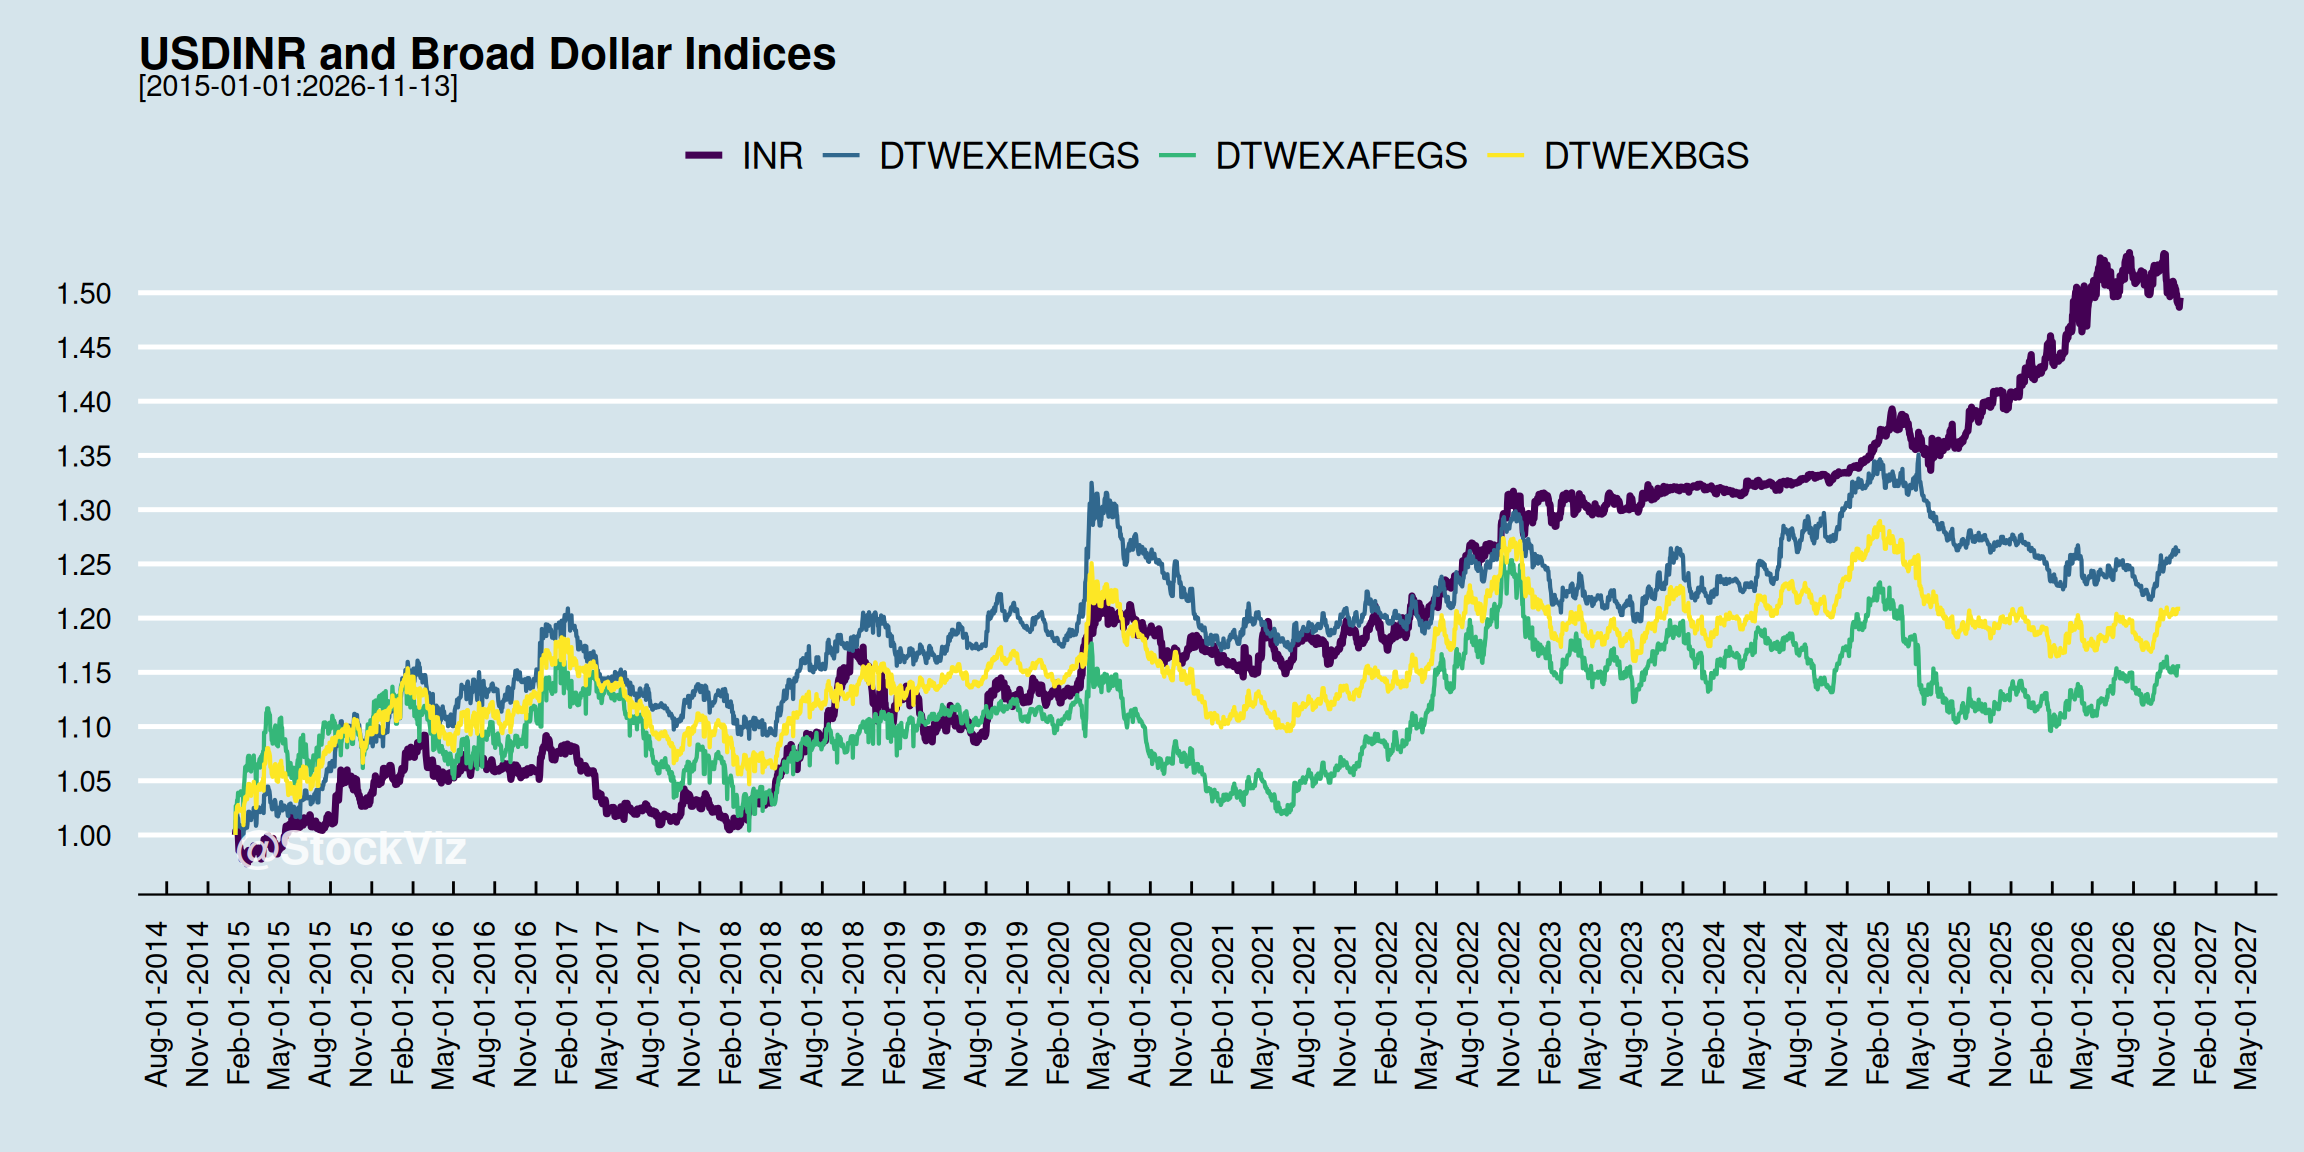 USDINR and Broad Dollar Indices
[2015-01-01:2026-11-13]
INR DTWEXEMEGS DTWEXAFEGS DTWEXBGS
1.50
1.45
1.40
1.35
1.30
1.25
1.20
1.15
1.10
1.05
1.00
@StockViz
Aug-01-2014
Nov-01-2014
Feb-01-2015
May-01-2015
Aug-01-2015
Nov-01-2015
Feb-01-2016
May-01-2016
Aug-01-2016
Nov-01-2016
Feb-01-2017
May-01-2017
Aug-01-2017
Nov-01-2017
Feb-01-2018
May-01-2018
Aug-01-2018
Nov-01-2018
Feb-01-2019
May-01-2019
Aug-01-2019
Nov-01-2019
Feb-01-2020
May-01-2020
Aug-01-2020
Nov-01-2020
Feb-01-2021
May-01-2021
Aug-01-2021
Nov-01-2021
Feb-01-2022
May-01-2022
Aug-01-2022
Nov-01-2022
Feb-01-2023
May-01-2023
Aug-01-2023
Nov-01-2023
Feb-01-2024
May-01-2024
Aug-01-2024
Nov-01-2024
Feb-01-2025
May-01-2025
Aug-01-2025
Nov-01-2025
Feb-01-2026
May-01-2026
Aug-01-2026
Nov-01-2026
Feb-01-2027
May-01-2027